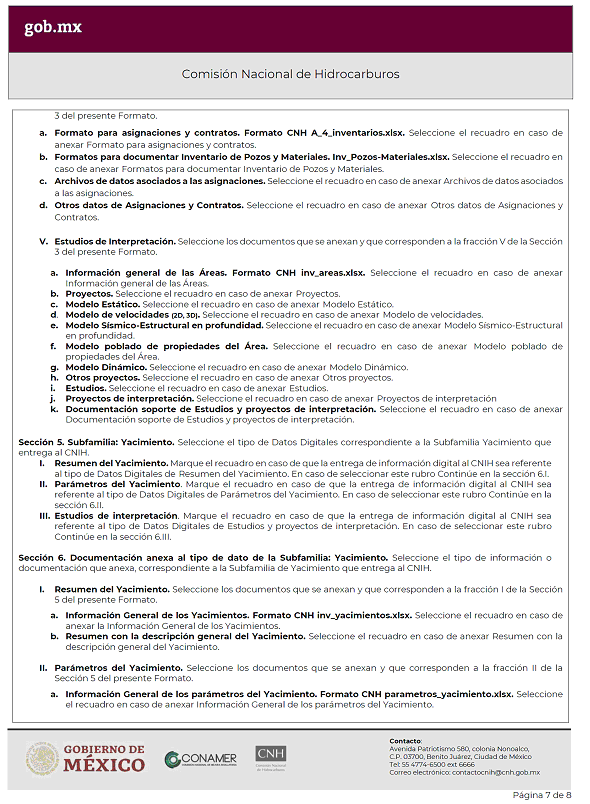 gob.mx
Comisión Nacional de Hidrocarburos
3 del presente Formato.
a. Formato para asignaciones y contratos. Formato CNH A_4_inventarios.xlsx. Seleccione el recuadro en caso de
anexar Formato para asignaciones y contratos.
b. Formatos para documentar Inventario de Pozos y Materiales. Inv_Pozos-Materiales.xlsx. Seleccione el recuadro en
caso de anexar Formatos para documentar Inventario de Pozos y Materiales.
c. Archivos de datos asociados a las asignaciones. Seleccione el recuadro en caso de anexar Archivos de datos asociados
a las asignaciones.
d. Otros datos de Asignaciones y Contratos. Seleccione el recuadro en caso de anexar Otros datos de Asignaciones y
Contratos.
V. Estudios de Interpretación. Seleccione los documentos que se anexan y que corresponden a la fracción V de la Sección
3 del presente Formato.
a. Información general de las Áreas. Formato CNH inv_areas.xlsx. Seleccione el recuadro en caso de anexar
Información general de las Áreas.
b. Proyectos. Seleccione el recuadro en caso de anexar Proyectos.
c. Modelo Estático. Seleccione el recuadro en caso de anexar Modelo Estático.
d. Modelo de velocidades (2D, 3D). Seleccione el recuadro en caso de anexar Modelo de velocidades.
e. Modelo Sísmico-Estructural en profundidad. Seleccione el recuadro en caso de anexar Modelo Sísmico-Estructural
en profundidad.
f. Modelo poblado de propiedades del Área. Seleccione el recuadro en caso de anexar Modelo poblado de
propiedades del Área.
g. Modelo Dinámico. Seleccione el recuadro en caso de anexar Modelo Dinámico.
h. Otros proyectos. Seleccione el recuadro en caso de anexar Otros proyectos.
i. Estudios. Seleccione el recuadro en caso de anexar Estudios.
j. Proyectos de interpretación. Seleccione el recuadro en caso de anexar Proyectos de interpretación
k. Documentación soporte de Estudios y proyectos de interpretación. Seleccione el recuadro en caso de anexar
Documentación soporte de Estudios y proyectos de interpretación.
Sección 5. Subfamilia: Yacimiento. Seleccione el tipo de Datos Digitales correspondiente a la Subfamilia Yacimiento que
entrega al CNIH.
I. Resumen del Yacimiento. Marque el recuadro en caso de que la entrega de información digital al CNIH sea referente
al tipo de Datos Digitales de Resumen del Yacimiento. En caso de seleccionar este rubro Continúe en la sección 6.I.
II. Parámetros del Yacimiento. Marque el recuadro en caso de que la entrega de información digital al CNIH sea
referente al tipo de Datos Digitales de Parámetros del Yacimiento. En caso de seleccionar este rubro Continúe en la
sección 6.II.
III. Estudios de interpretación. Marque el recuadro en caso de que la entrega de información digital al CNIH sea
referente al tipo de Datos Digitales de Estudios y proyectos de interpretación. En caso de seleccionar este rubro
Continúe en la sección 6.III.
Sección 6. Documentación anexa al tipo de dato de la Subfamilia: Yacimiento. Seleccione el tipo de información o
documentación que anexa, correspondiente a la Subfamilia de Yacimiento que entrega al CNIH.
I. Resumen del Yacimiento. Seleccione los documentos que se anexan y que corresponden a la fracción I de la Sección
5 del presente Formato.
a. Información General de los Yacimientos. Formato CNH inv_yacimientos.xlsx. Seleccione el recuadro en caso de
anexar la Información General de los Yacimientos.
b. Resumen con la descripción general del Yacimiento. Seleccione el recuadro en caso de anexar Resumen con la
descripción general del Yacimiento.
II. Parámetros del Yacimiento. Seleccione los documentos que se anexan y que corresponden a la fracción II de la
Sección 5 del presente Formato.
a. Información General de los parámetros del Yacimiento. Formato CNH parametros_yacimiento.xlsx. Seleccione
el recuadro en caso de anexar Información General de los parámetros del Yacimiento.
GOBIERNO DE
MÉXICO
CONAMER
CNH
Contacto:
Avenida Patriotismo 580, colonia Nonoalco,
C.P. 03700, Benito Juárez, Ciudad de México
Tel: 55 4774-6500 ext 6666
Correo electrónico: contactocnih@cnh.gob.mx
Página 7 de 8